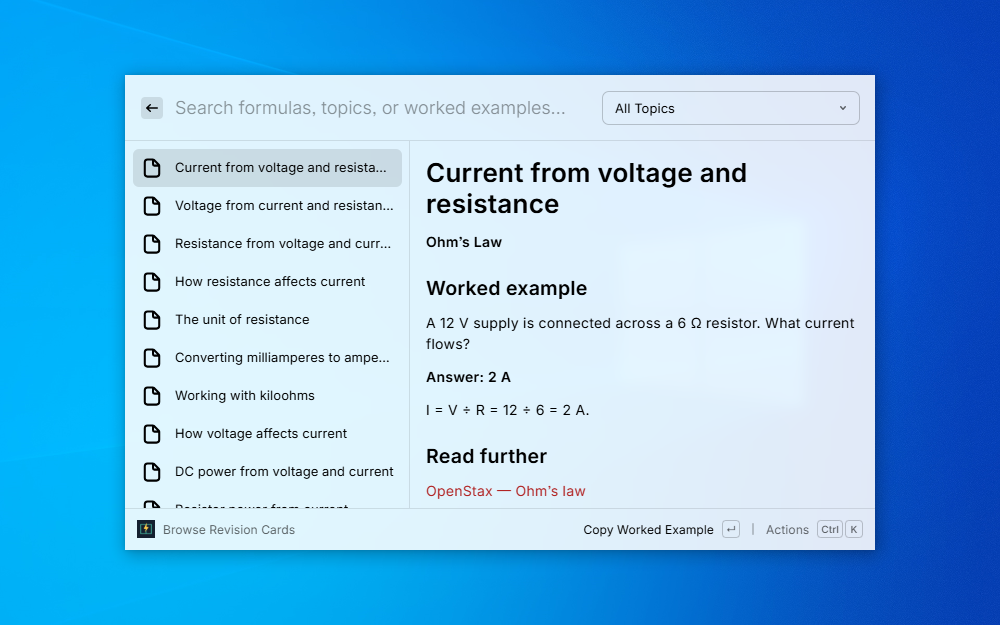 Search formulas, topics, or worked examples...
All Topics
Current from voltage and resista...
Voltage from current and resistan...
Resistance from voltage and curr...
How resistance affects current
The unit of resistance
Converting milliamperes to ampe...
Working with kiloohms
How voltage affects current
DC power from voltage and current
Resistor power from current
Current from voltage and
resistance
Ohm's Law
Worked example
A 12 V supply is connected across a 6 Ω resistor. What current
flows?
Answer: 2 A
I = V ÷ R = 12 ÷ 6 = 2 A.
Read further
OpenStax — Ohm's law
Browse Revision Cards
Copy Worked Example
Actions
Ctrl
K